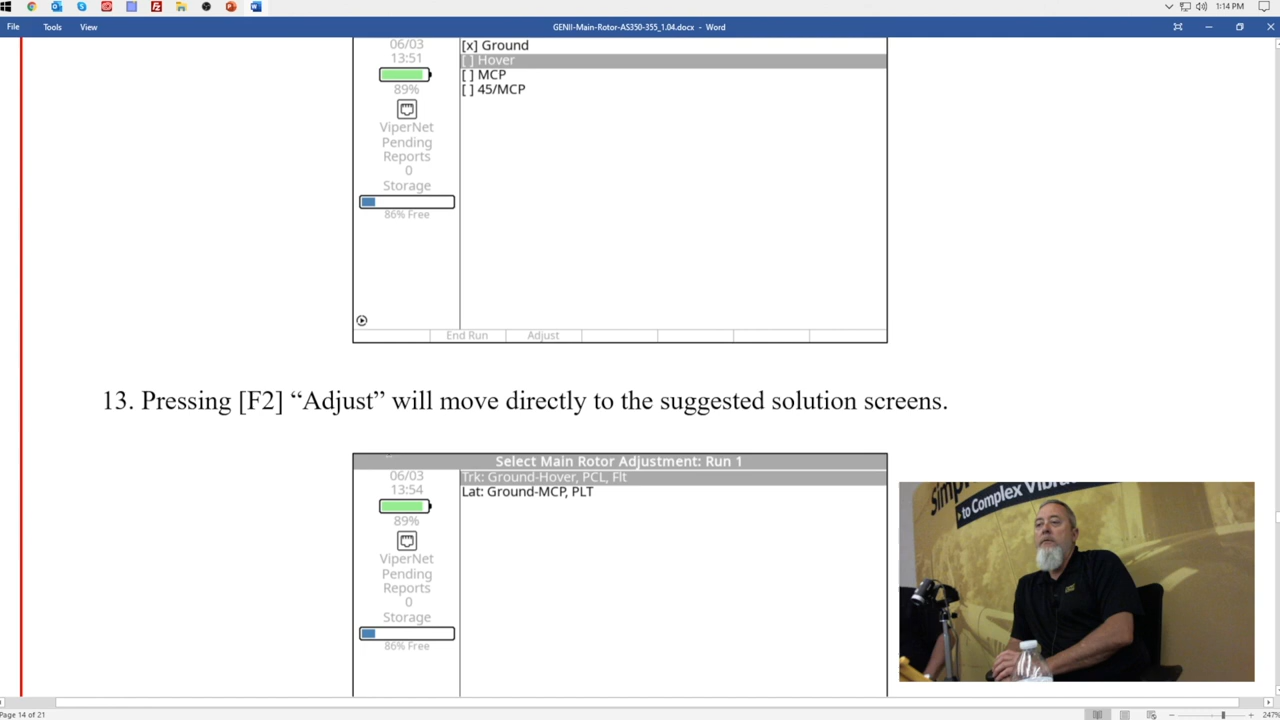 1:14 PM
File Tools View
GENII-Main-Rotor-AS350-355_1.04.docx - Word
06/03
13:51
89%
ViperNet
Pending
Reports
0
Storage
86% Free
[x] Ground
[ ] Hover
[ ] MCP
[ ] 45/MCP
End Run Adjust
13. Pressing [F2] “Adjust” will move directly to the suggested solution screens.
Select Main Rotor Adjustment: Run 1
06/03
13:54
89%
ViperNet
Pending
Reports
0
Storage
86% Free
Trk: Ground-Hover, PCL, Flt
Lat: Ground-MCP, PLT
to Complex
Page 14 of 21
247%